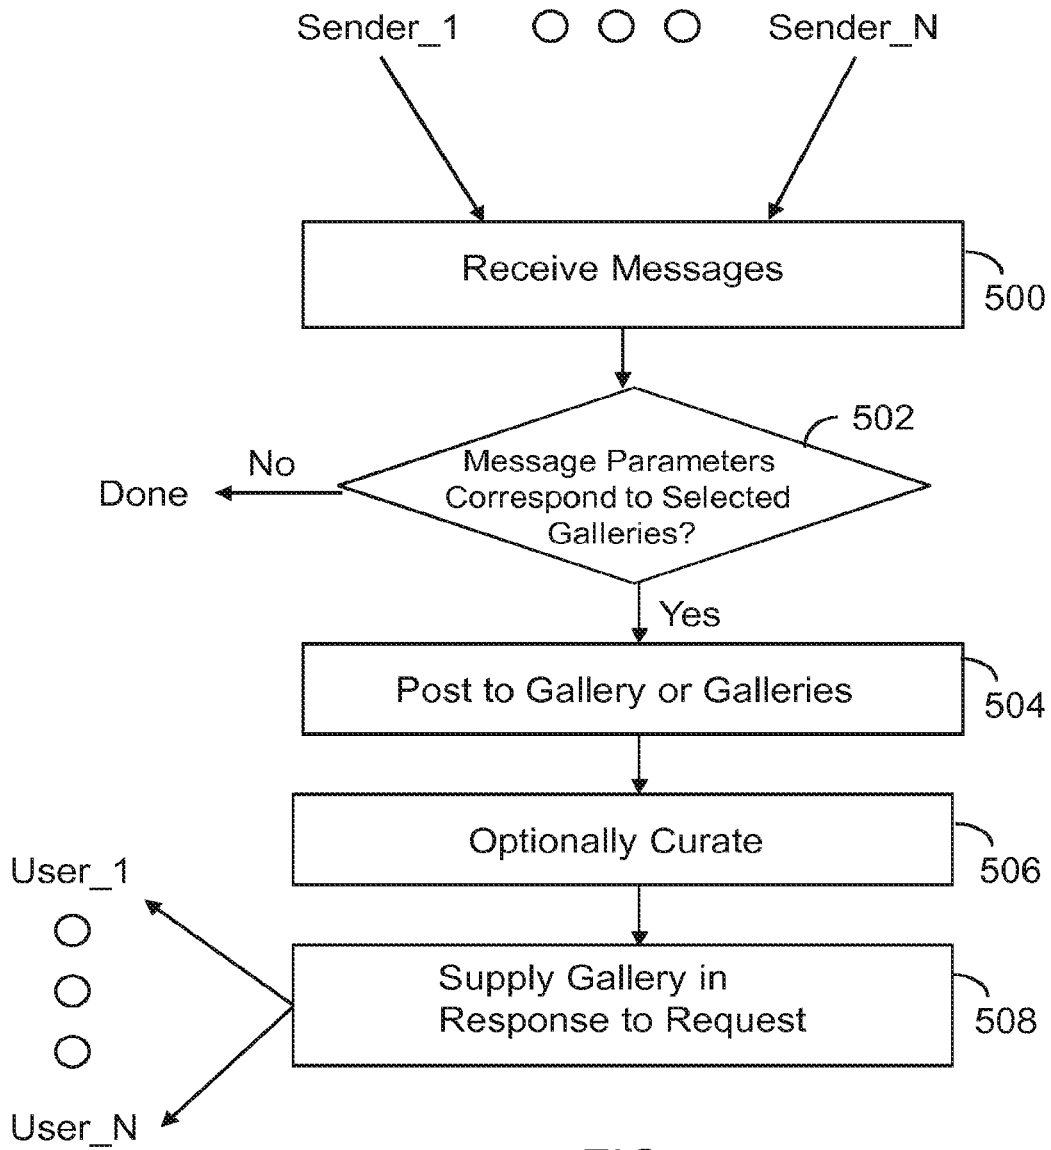 Sender_1
Sender_N
Receive Messages
500
502
Message Parameters
Correspond to Selected
Galleries?
No
Done
Yes
Post to Gallery or Galleries
504
Optionally Curate
506
User_1
Supply Gallery in
Response to Request
508
User_N